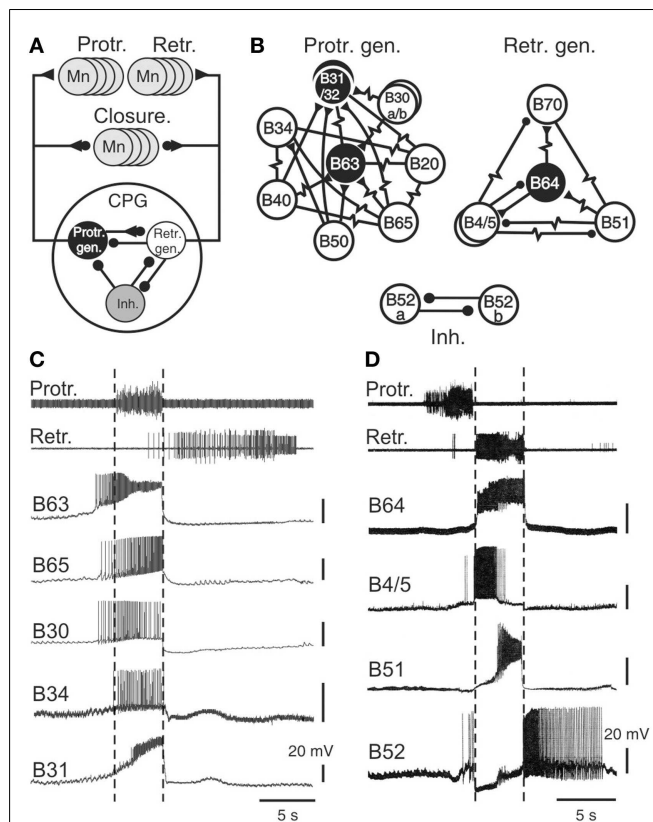 A
Protr. Retr.
Mn Mn
Closure.
Mn
CPG
Protr. gen.
Retr. gen.
Inh.
B
Protr. gen.
B31 /32
B30 a/b
B34
B63
B20
B40
B65
B50
Retr. gen.
B70
B64
B4/5
B51
B52 a
B52 b
Inh.
C
Protr.
Retr.
B63
B65
B30
B34
B31
20 mV
5 s
D
Protr.
Retr.
B64
B4/5
B51
B52
20 mV
5 s